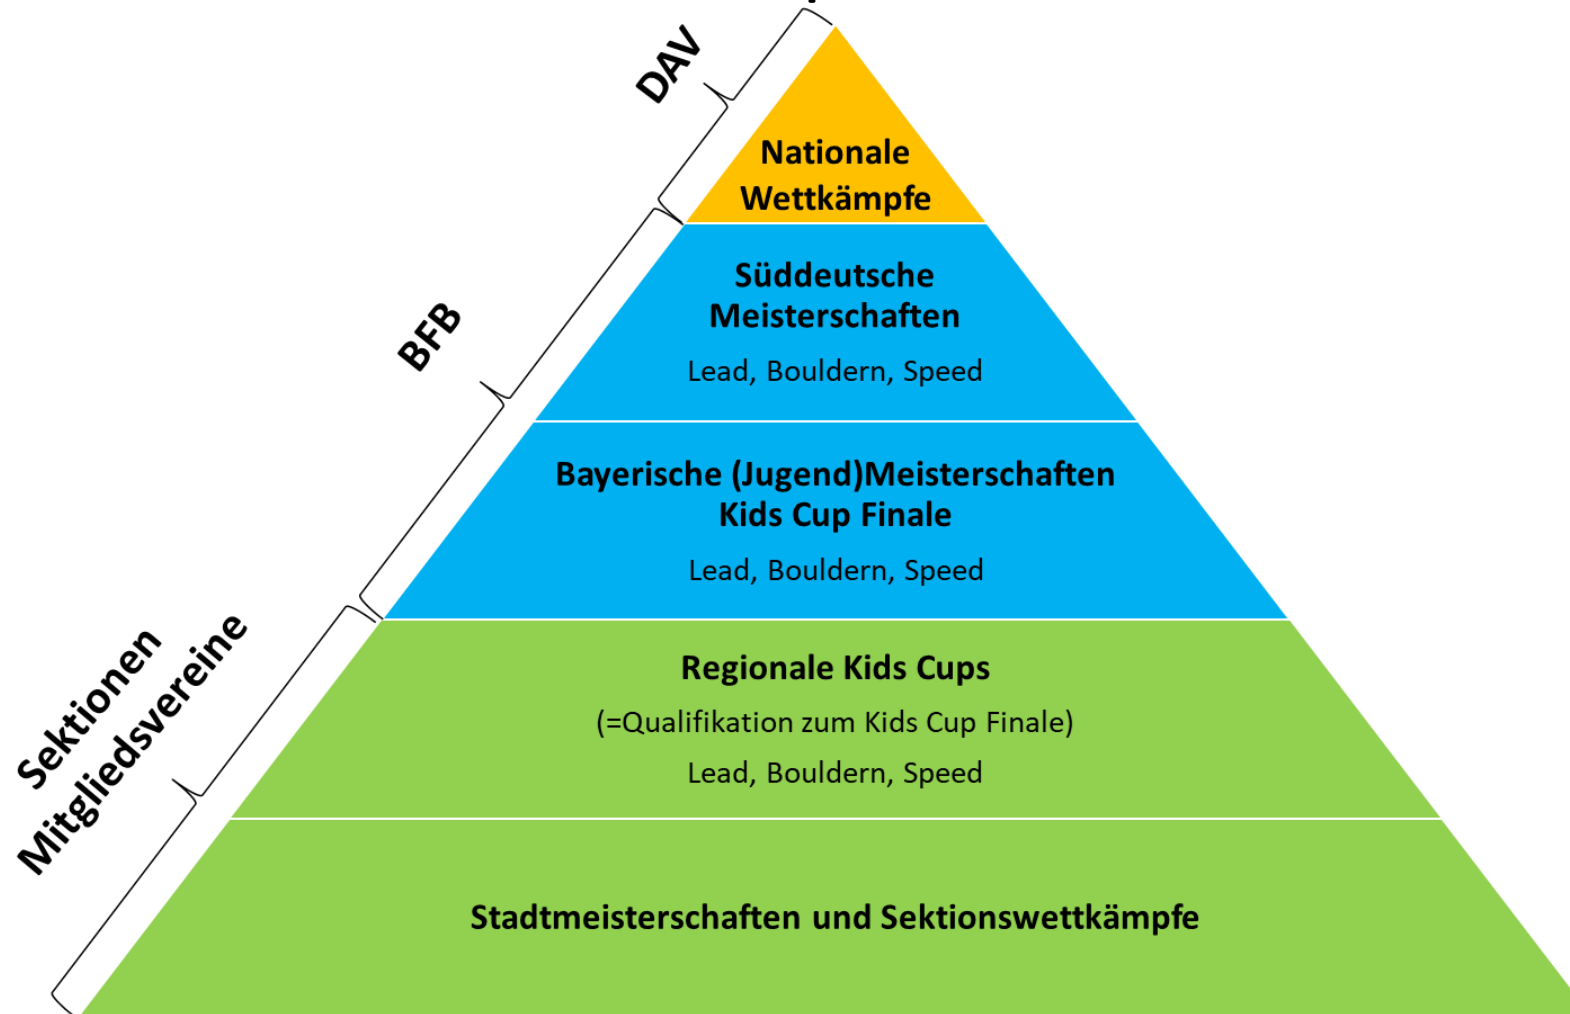 DAV
Nationale
Wettkämpfe
BFB
Süddeutsche
Meisterschaften
Lead, Bouldern, Speed
Bayerische (Jugend)Meisterschaften
Kids Cup Finale
Lead, Bouldern, Speed
Sektionen
Mitgliedsvereine
Regionale Kids Cups
(=Qualifikation zum Kids Cup Finale)
Lead, Bouldern, Speed
Stadtmeisterschaften und Sektionswettkämpfe